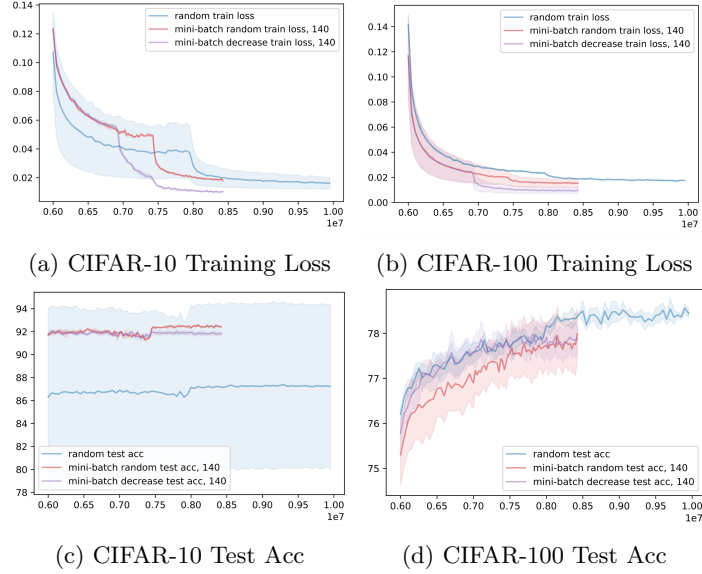 0.14
0.12
0.10
0.08
0.06
0.04
0.02
random train loss
mini-batch random train loss, 140
mini-batch decrease train loss, 140
0.60 0.65 0.70 0.75 0.80 0.85 0.90 0.95 1.00
1e7
(a) CIFAR-10 Training Loss
0.14
0.12
0.10
0.08
0.06
0.04
0.02
0.00
random train loss
mini-batch random train loss, 140
mini-batch decrease train loss, 140
0.60 0.65 0.70 0.75 0.80 0.85 0.90 0.95 1.00
1e7
(b) CIFAR-100 Training Loss
94
92
90
88
86
84
82
80
78
random test acc
mini-batch random test acc, 140
mini-batch decrease test acc, 140
0.60 0.65 0.70 0.75 0.80 0.85 0.90 0.95 1.00
1e7
(c) CIFAR-10 Test Acc
78
77
76
75
random test acc
mini-batch random test acc, 140
mini-batch decrease test acc, 140
0.60 0.65 0.70 0.75 0.80 0.85 0.90 0.95 1.00
1e7
(d) CIFAR-100 Test Acc